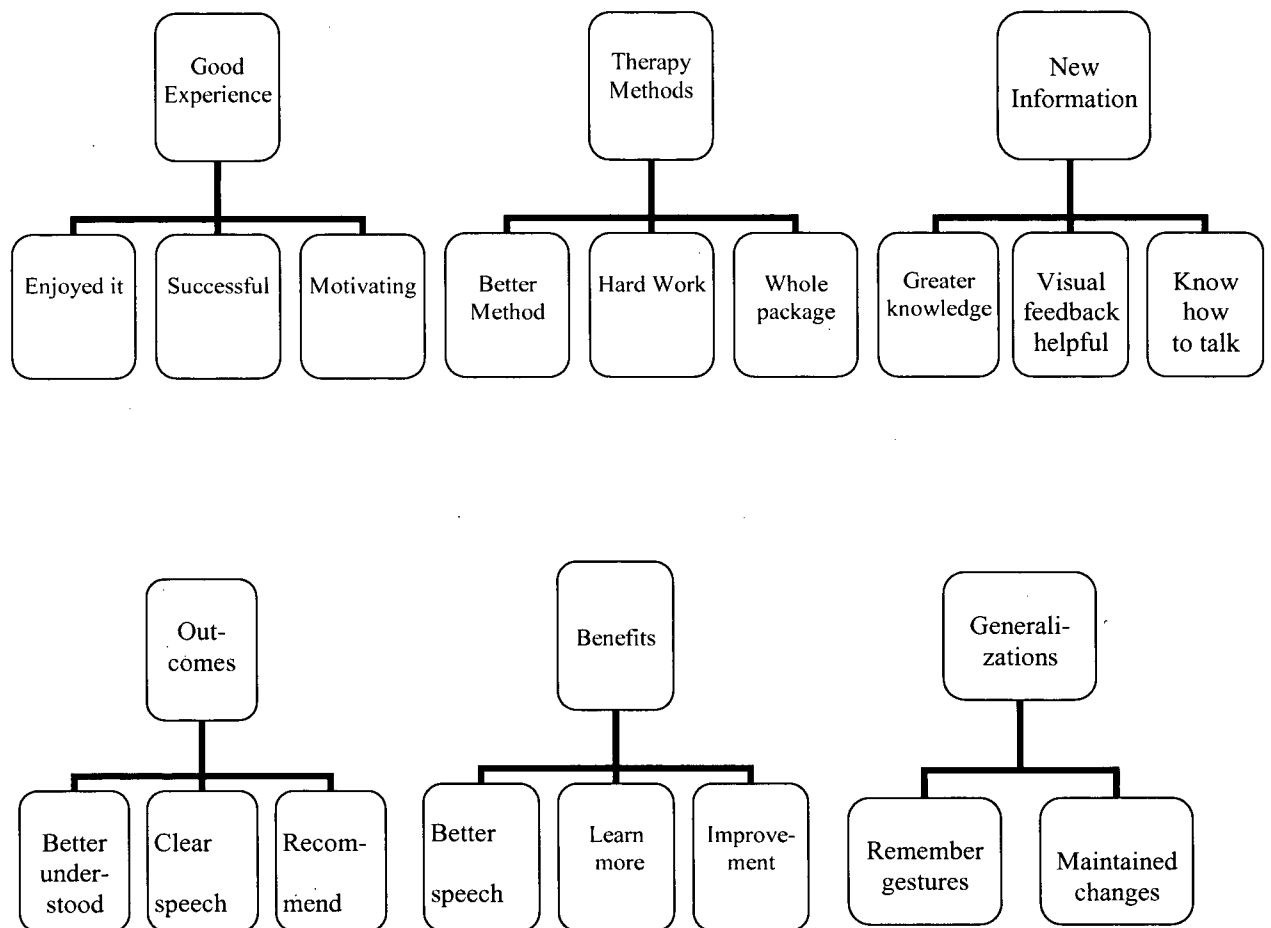 Good
Experience
Therapy
Methods
New
Information
Enjoyed it
Successful
Motivating
Better
Method
Hard Work
Whole
package
Greater
knowledge
Visual
feedback
helpful
Know
how
to talk
Out-
comes
Benefits
Generali-
zations
Better
under-
stood
Clear
speech
Recom-
mend
Better
speech
Learn
more
Improve-
ment
Remember
gestures
Maintained
changes